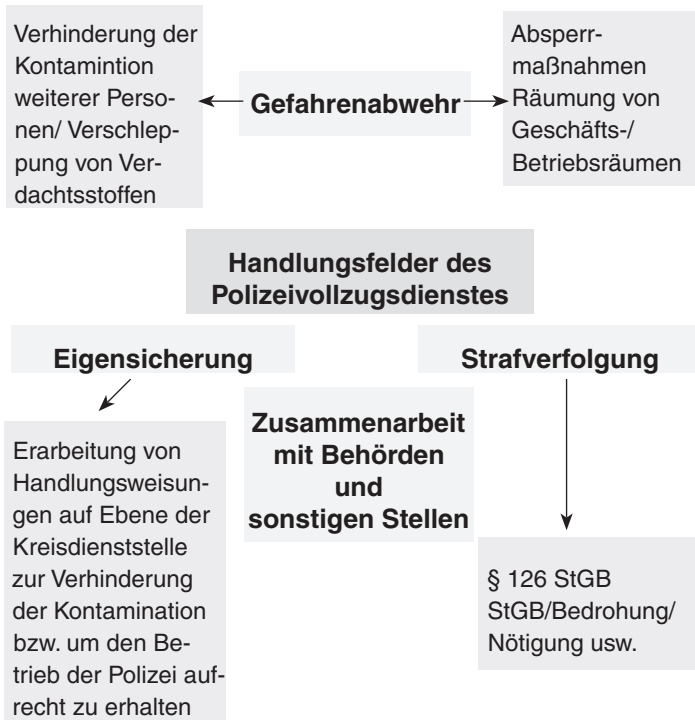 Verhinderung der
Kontamintion
weiterer Perso-
nen/ Verschlep-
pung von Ver-
dachtsstoffen
Gefahrenabwehr
Absperr-
maßnahmen
Räumung von
Geschäfts-/
Betriebsräumen
Handlungsfelder des
Polizeivollzugsdienstes
Eigensicherung
Strafverfolgung
Zusammenarbeit
mit Behörden
und
sonstigen Stellen
Erarbeitung von
Handlungsweisun-
gen auf Ebene der
Kreisdienststelle
zur Verhinderung
der Kontamination
bzw. um den Be-
trieb der Polizei auf-
recht zu erhalten
§ 126 StGB
StGB/Bedrohung/
Nötigung usw.